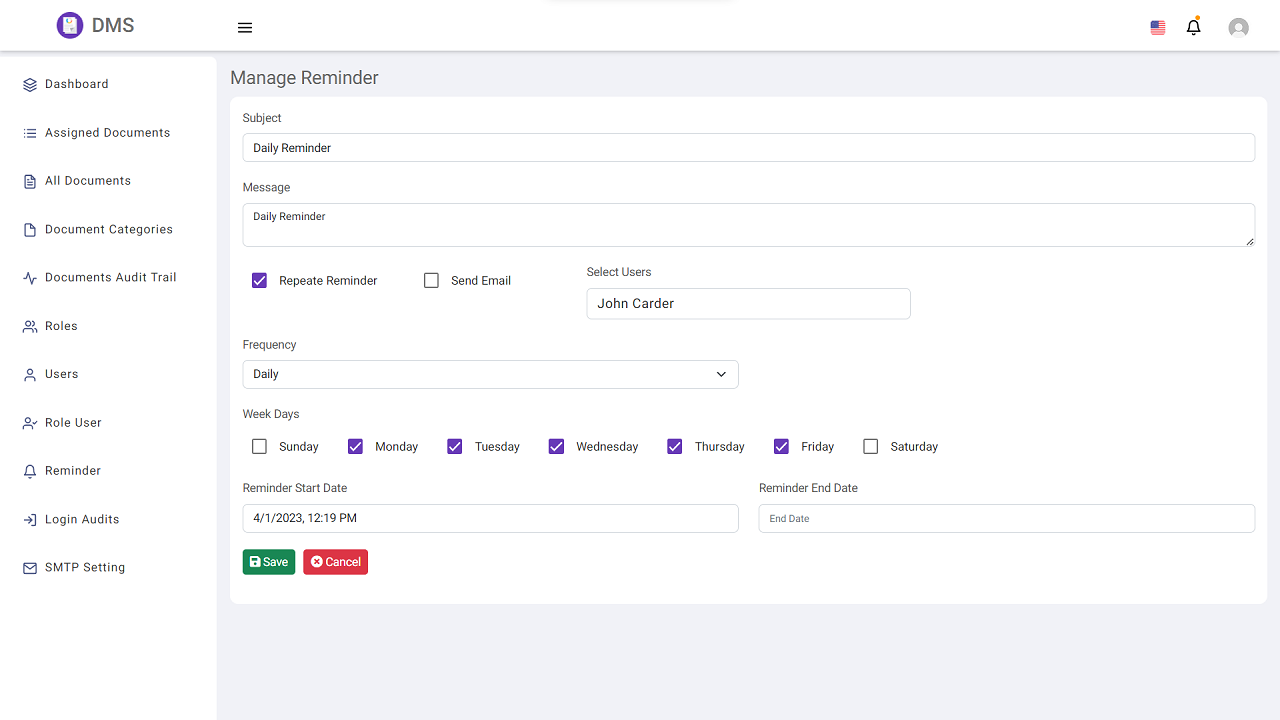 DMS
Dashboard
Assigned Documents
All Documents
Document Categories
Documents Audit Trail
Roles
Users
Role User
Reminder
Login Audits
SMTP Setting
Manage Reminder
Subject
Daily Reminder
Message
Daily Reminder
Repeate Reminder
Send Email
Select Users
John Carder
Frequency
Daily
Week Days
Sunday Monday Tuesday Wednesday Thursday Friday Saturday
Reminder Start Date
4/1/2023, 12:19 PM
Reminder End Date
End Date
Save Cancel